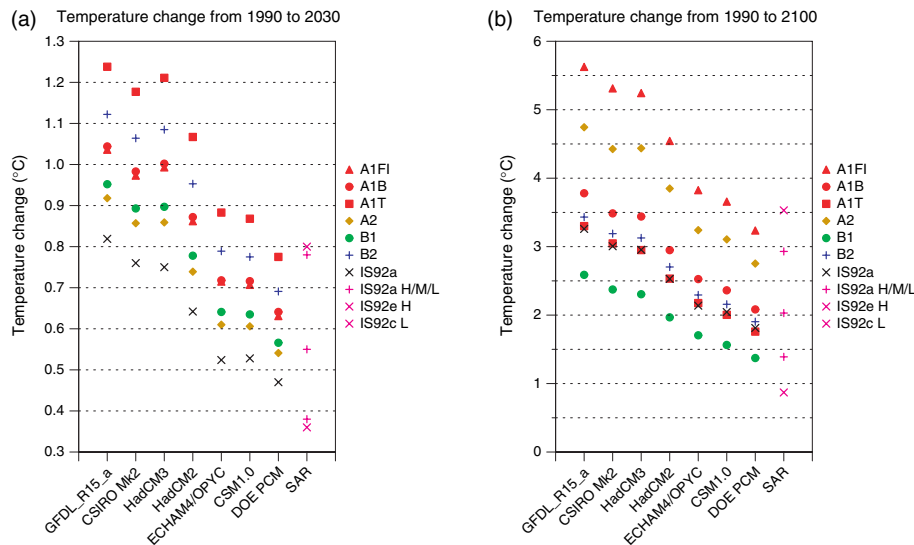 (a) Temperature change from 1990 to 2030
Temperature change (°C)
1.3
1.2
1.1
1.0
0.9
0.8
0.7
0.6
0.5
0.4
0.3
GFDL_R15_a
CSIRO Mk2
HadCM3
HadCM2
ECHAM4/OPYC
CSM1.0
DOE PCM
SAR
A1FI
A1B
A1T
A2
B1
B2
IS92a
IS92a H/M/L
IS92e H
IS92c L
(b) Temperature change from 1990 to 2100
Temperature change (°C)
6
5
4
3
2
1
0
GFDL_R15_a
CSIRO Mk2
HadCM3
HadCM2
ECHAM4/OPYC
CSM1.0
DOE PCM
SAR
A1FI
A1B
A1T
A2
B1
B2
IS92a
IS92a H/M/L
IS92e H
IS92c L